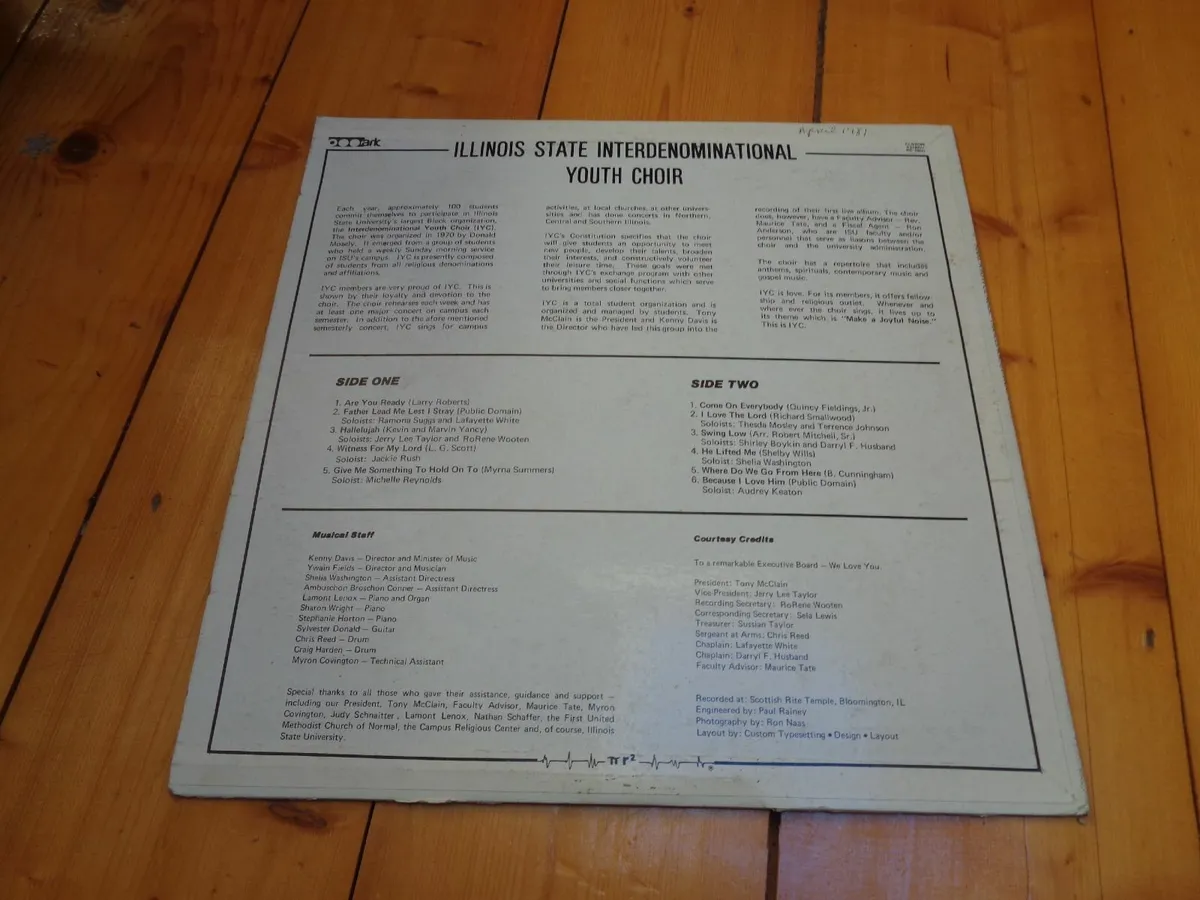 April 1981
ILLINOIS STATE INTERDENOMINATIONAL
YOUTH CHOIR
Each year, approximately 100 students
commit themselves to participate in Illinois
State University's largest Black organization,
the Interdenominational Youth Choir (IYC).
The choir was organized in 1970 by Donald
Moody. It emerged from a group of students
who held a weekly Sunday morning service
on ISU's campus. IYC is presently composed
of students from all religious denominations
and affiliations.
IYC members are very proud of IYC. This is
shown by their loyalty and devotion to the
choir. The choir rehearses each week and has
at least one major concert on campus each
semester. In addition to the afore mentioned
semesterly concert, IYC sings for campus
activities, at local churches, at other univer-
sities and has done concerts in Northern,
Central and Southern Illinois.
IYC's Constitution specifies that the choir
will give students an opportunity to meet
new people, develop their talents, broaden
their interests, and constructively volunteer
their leisure time. These goals were met
through IYC's exchange program with other
universities and social functions which serve
to bring members closer together.
IYC is a total student organization and is
organized and managed by students. Tony
McClain is the President and Kenny Davis is
the Director who have led this group into the
recording of their first live album. The choir
does, however, have a Faculty Advisor – Rev.
Maurice Tate, and a Fiscal Agent – Ron
Anderson, who are ISU faculty and/or
personnel that serve as liaisons between the
choir and the university administration.
The choir has a repertoire that includes
anthems, spirituals, contemporary music and
gospel music.
IYC is love. For its members, it offers fellow-
ship and religious outlet. Whenever and
where ever the choir sings, it lives up to
its theme which is "Make a Joyful Noise."
This is IYC.
SIDE ONE
1. Are You Ready (Larry Roberts)
2. Father Lead Me Lest I Stray (Public Domain)
Soloists: Ramona Suggs and Lafayette White
3. Hallelujah (Kevin and Marvin Yancy)
Soloists: Jerry Lee Taylor and RoRene Wooten
4. Witness For My Lord (L. G. Scott)
Soloist: Jackie Rush
5. Give Me Something To Hold On To (Myrna Summers)
Soloist: Michelle Reynolds
SIDE TWO
1. Come On Everybody (Quincy Fieldings, Jr.)
2. I Love The Lord (Richard Smallwood)
Soloists: Thesda Mosley and Terrence Johnson
3. Swing Low (Arr. Robert Mitchell, Sr.)
Soloists: Shirley Boykin and Darryl F. Husband
4. He Lifted Me (Shelby Wills)
Soloist: Shelia Washington
5. Where Do We Go From Here (B. Cunningham)
6. Because I Love Him (Public Domain)
Soloist: Audrey Keaton
Musical Staff
Kenny Davis – Director and Minister of Music
Ywain Fields – Director and Musician
Shelia Washington – Assistant Directress
Ambuschon Broschon Conner – Assistant Directress
Lamont Lenox – Piano and Organ
Sharon Wright – Piano
Stephanie Horton – Piano
Sylvester Donald – Guitar
Chris Reed – Drum
Craig Harden – Drum
Myron Covington – Technical Assistant
Special thanks to all those who gave their assistance, guidance and support –
including our President, Tony McClain, Faculty Advisor, Maurice Tate, Myron
Covington, Judy Schnaitter, Lamont Lenox, Nathan Schaffer, the First United
Methodist Church of Normal, the Campus Religious Center and, of course, Illinois
State University.
Courtesy Credits
To a remarkable Executive Board – We Love You.
President: Tony McClain
Vice President: Jerry Lee Taylor
Recording Secretary: RoRene Wooten
Corresponding Secretary: Sela Lewis
Treasurer: Sussian Taylor
Sergeant at Arms: Chris Reed
Chaplain: Lafayette White
Chaplain: Darryl F. Husband
Faculty Advisor: Maurice Tate
Recorded at: Scottish Rite Temple, Bloomington, IL
Engineered by: Paul Rainey
Photography by: Ron Naas
Layout by: Custom Typesetting • Design • Layout
πr²